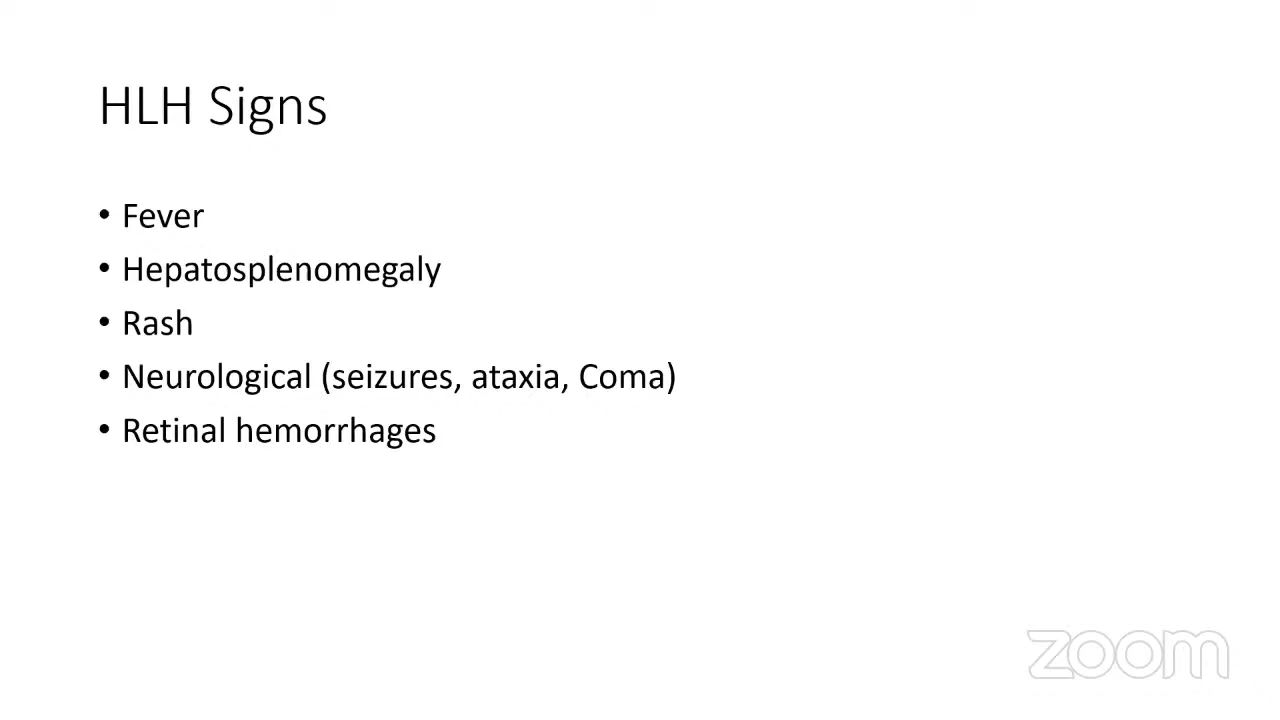 HLH Signs
• Fever
• Hepatosplenomegaly
• Rash
• Neurological (seizures, ataxia, Coma)
• Retinal hemorrhages
zoom